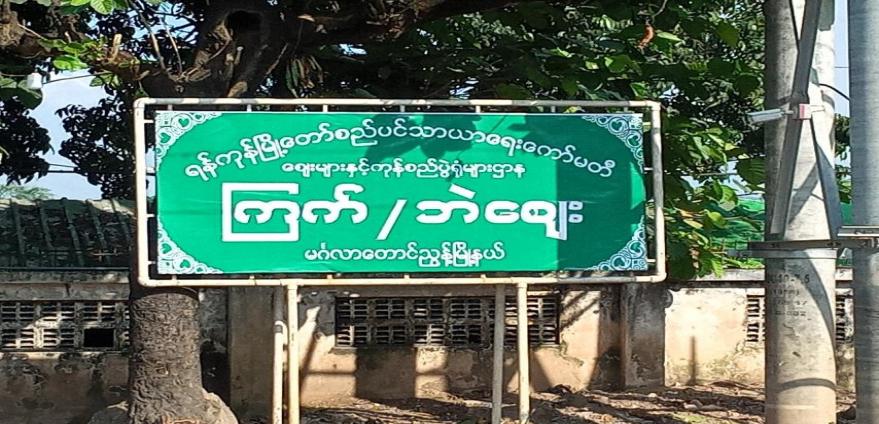 ရန်ကုန်မြို့တော်စည်ပင်သာယာရေးကော်မတီ
ဈေးများနှင့်ကုန်စည်ပွဲရုံများဌာန
ကြက် / ဘဲဈေး
မင်္ဂလာတောင်ညွန့်မြို့နယ်